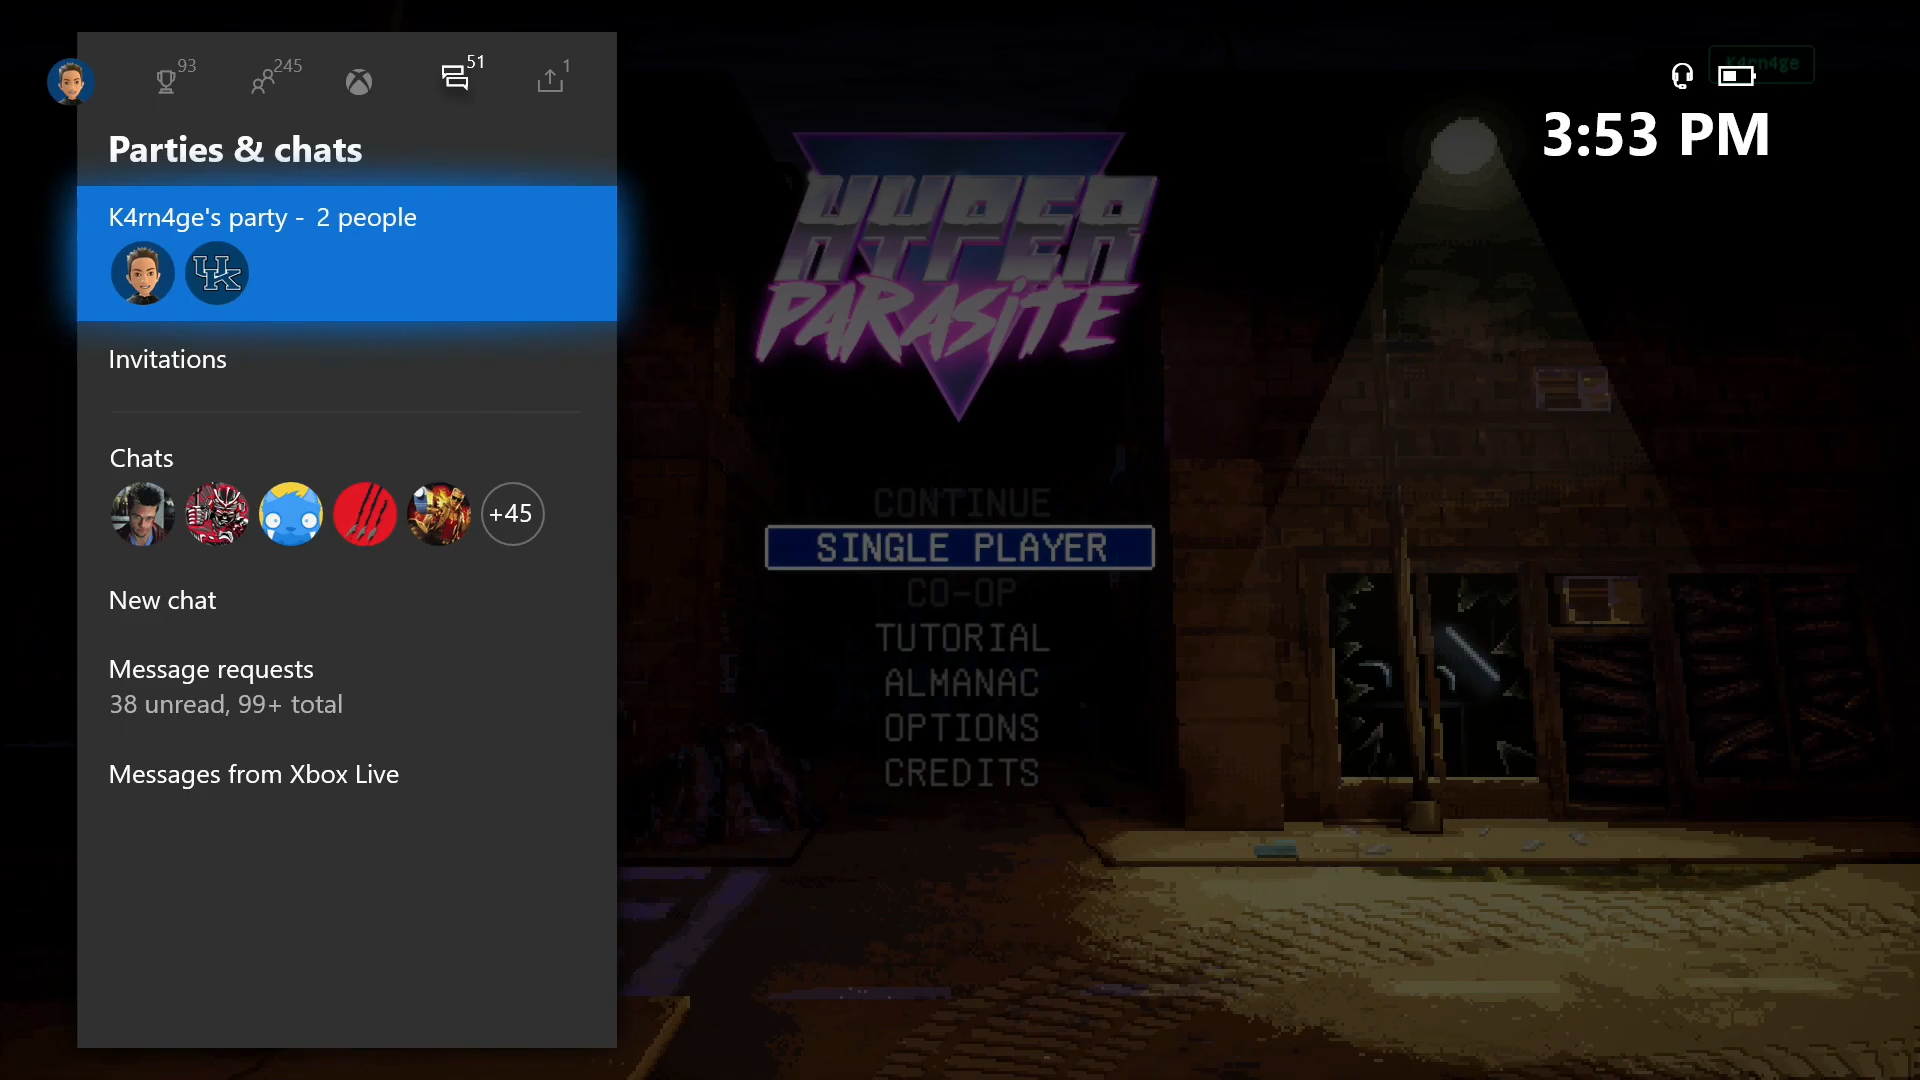 93
245
51
1
K4rn4ge
3:53 PM
Parties & chats
K4rn4ge's party - 2 people
UK
Invitations
Chats
+45
New chat
Message requests
38 unread, 99+ total
Messages from Xbox Live
HYPER
PARASITE
CONTINUE
SINGLE PLAYER
CO-OP
TUTORIAL
ALMANAC
OPTIONS
CREDITS